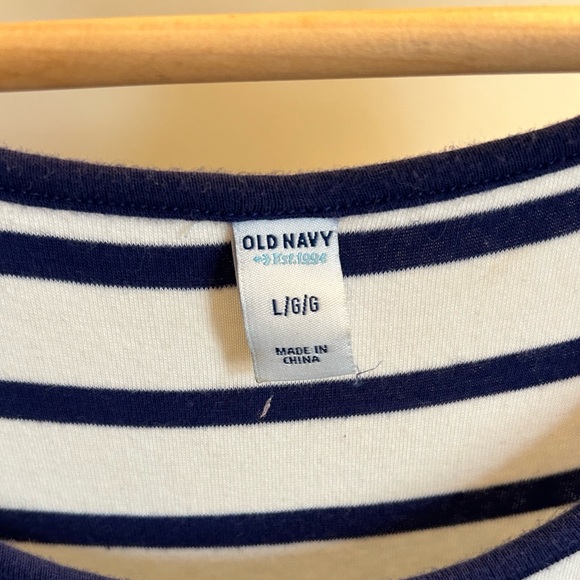 OLD NAVY
Est.1994
L/G/G
MADE IN
CHINA